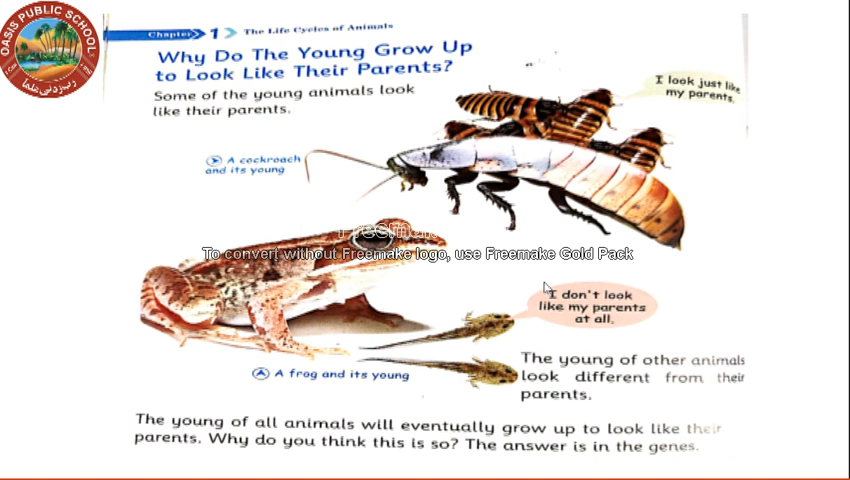 OASIS PUBLIC SCHOOL
Chapter 1 The Life Cycles of Animals
Why Do The Young Grow Up
to Look Like Their Parents?
Some of the young animals look
like their parents.
I look just like
my parents.
A cockroach
and its young
To convert without Freemake logo, use Freemake Gold Pack
I don't look
like my parents
at all.
The young of other animals
look different from their
parents.
A frog and its young
The young of all animals will eventually grow up to look like their
parents. Why do you think this is so? The answer is in the genes.